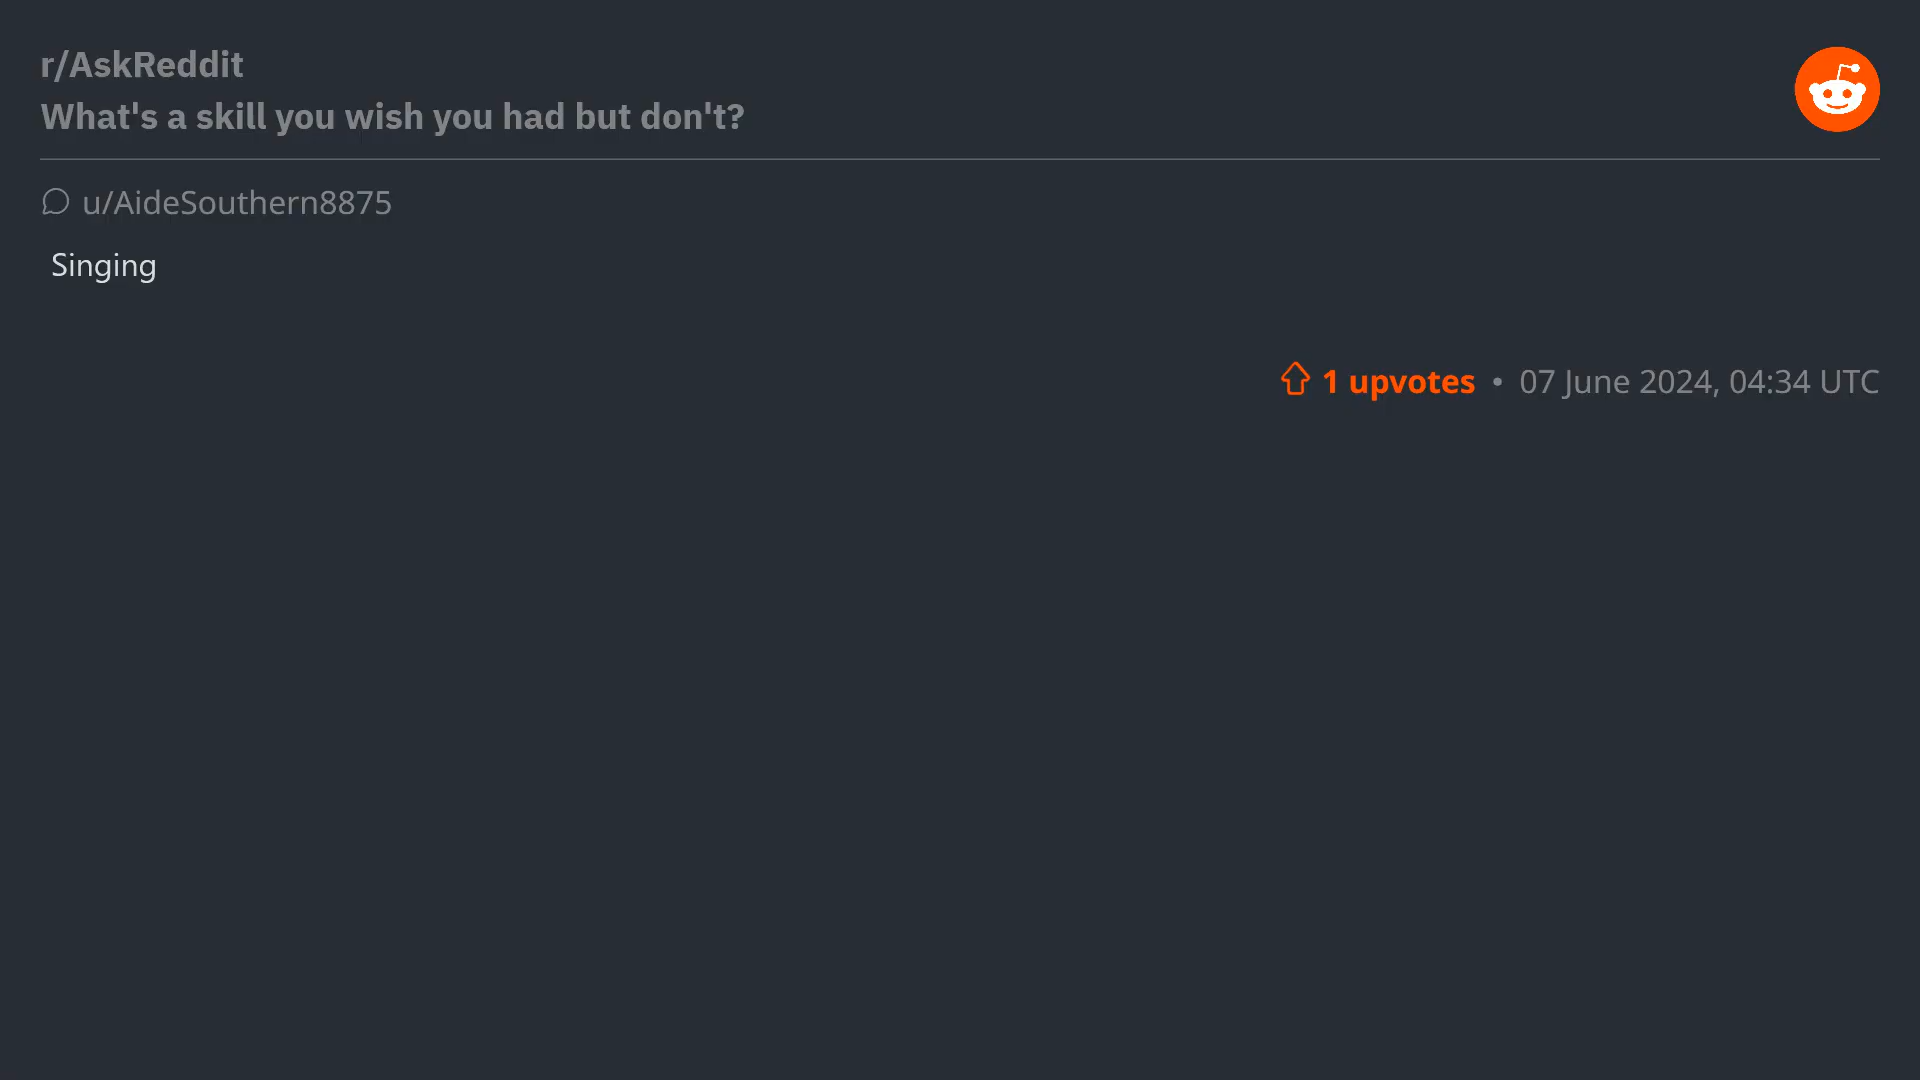 r/AskReddit
What's a skill you wish you had but don't?
u/AideSouthern8875
Singing
1 upvotes • 07 June 2024, 04:34 UTC